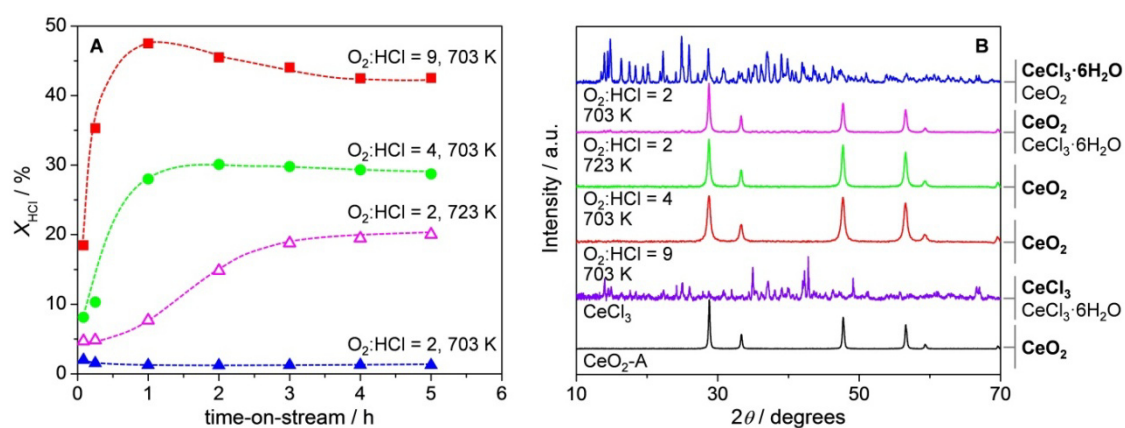 A
50
40
30
20
10
0
X_HCl / %
O₂:HCl = 9, 703 K
O₂:HCl = 4, 703 K
O₂:HCl = 2, 723 K
O₂:HCl = 2, 703 K
0 1 2 3 4 5 6
time-on-stream / h
B
Intensity / a.u.
O₂:HCl = 2
703 K
O₂:HCl = 2
723 K
O₂:HCl = 4
703 K
O₂:HCl = 9
703 K
CeCl₃
CeO₂-A
CeCl₃·6H₂O
CeO₂
CeO₂
CeCl₃·6H₂O
CeO₂
CeO₂
CeCl₃
CeCl₃·6H₂O
CeO₂
10 30 50 70
2θ / degrees